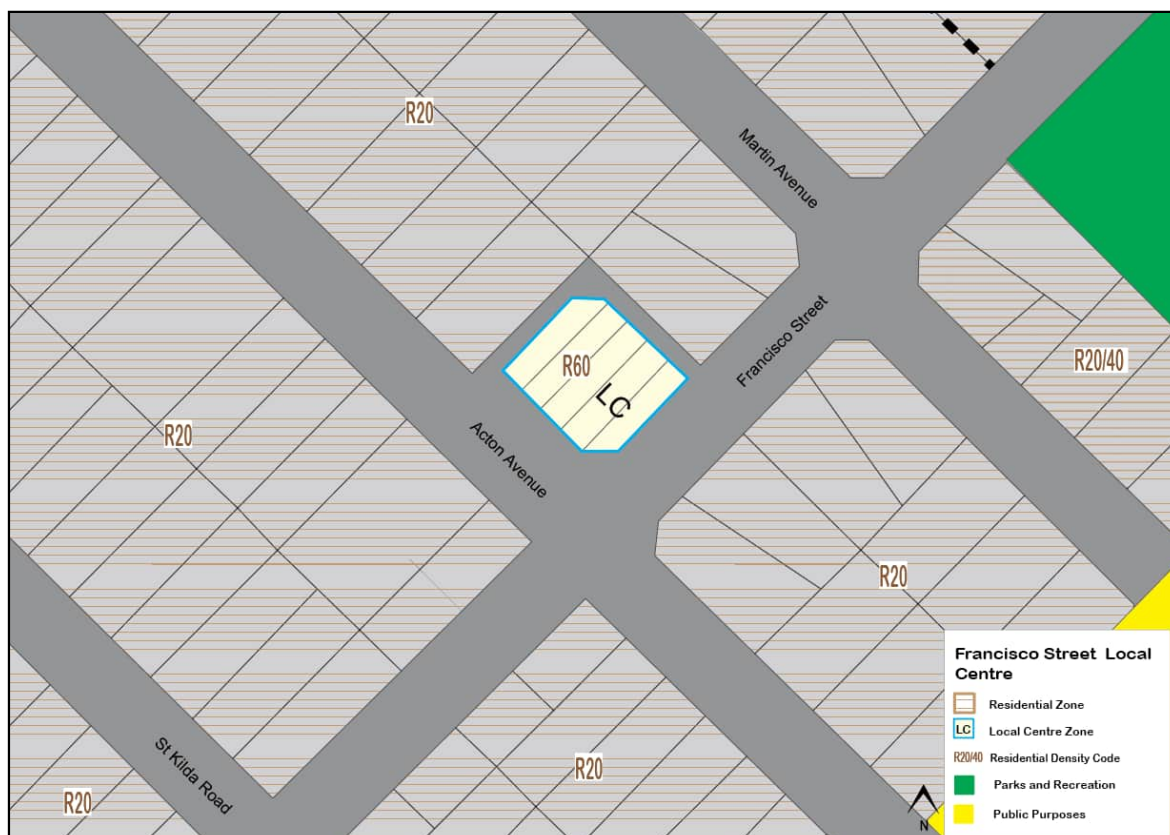 R20
Martin Avenue
Francisco Street
R60
LC
R20/40
R20
Acton Avenue
R20
St Kilda Road
R20
R20
Francisco Street Local
Centre
Residential Zone
LC Local Centre Zone
R20/40 Residential Density Code
Parks and Recreation
Public Purposes
N